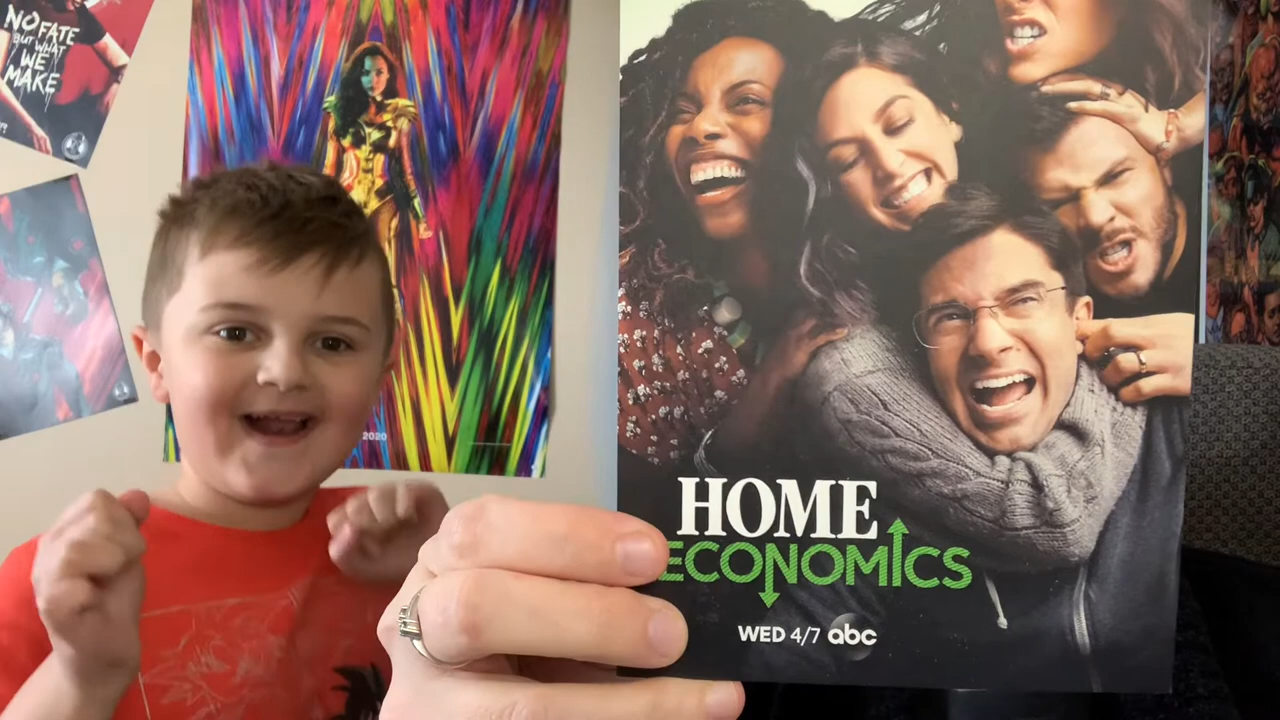 NO FATE
BUT WHAT
WE
MAKE
2020
HOME
ECONOMICS
WED 4/7 abc